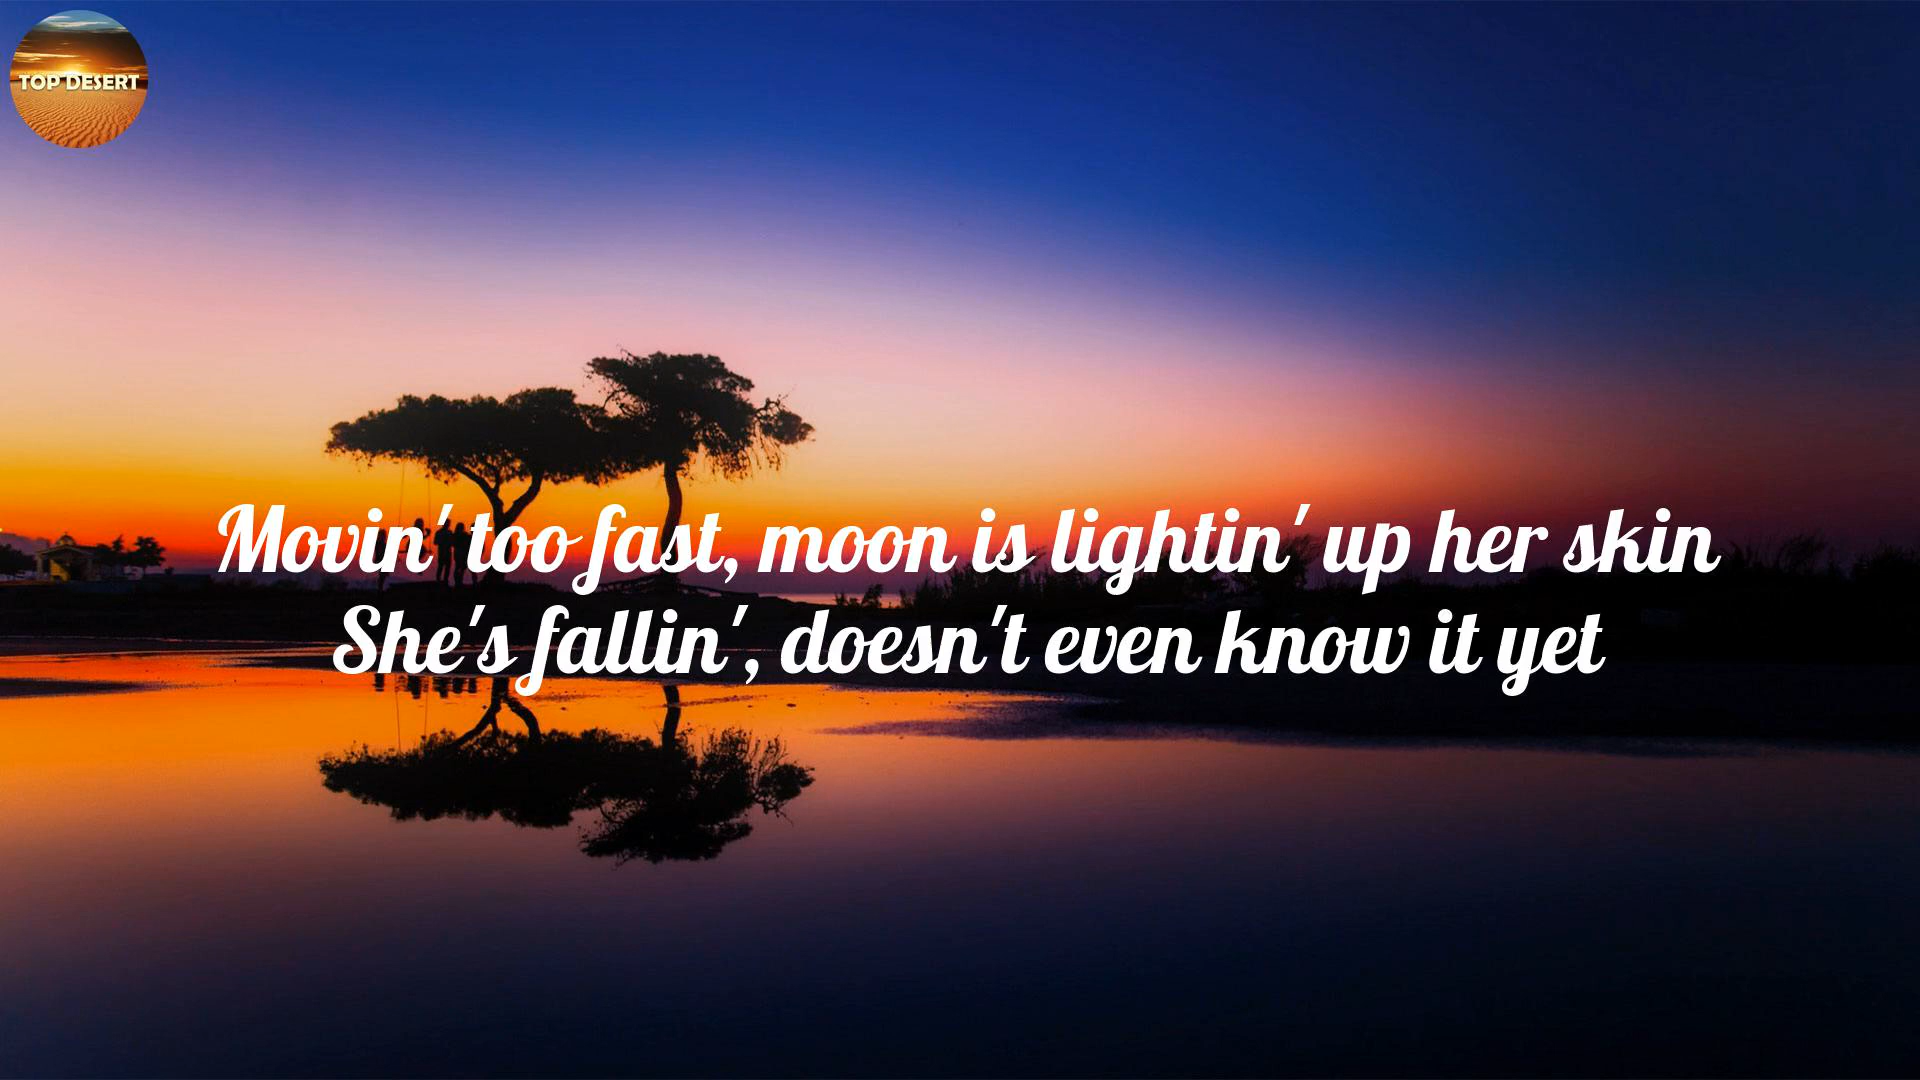 TOP DESERT
Movin' too fast, moon is lightin' up her skin
She's fallin', doesn't even know it yet